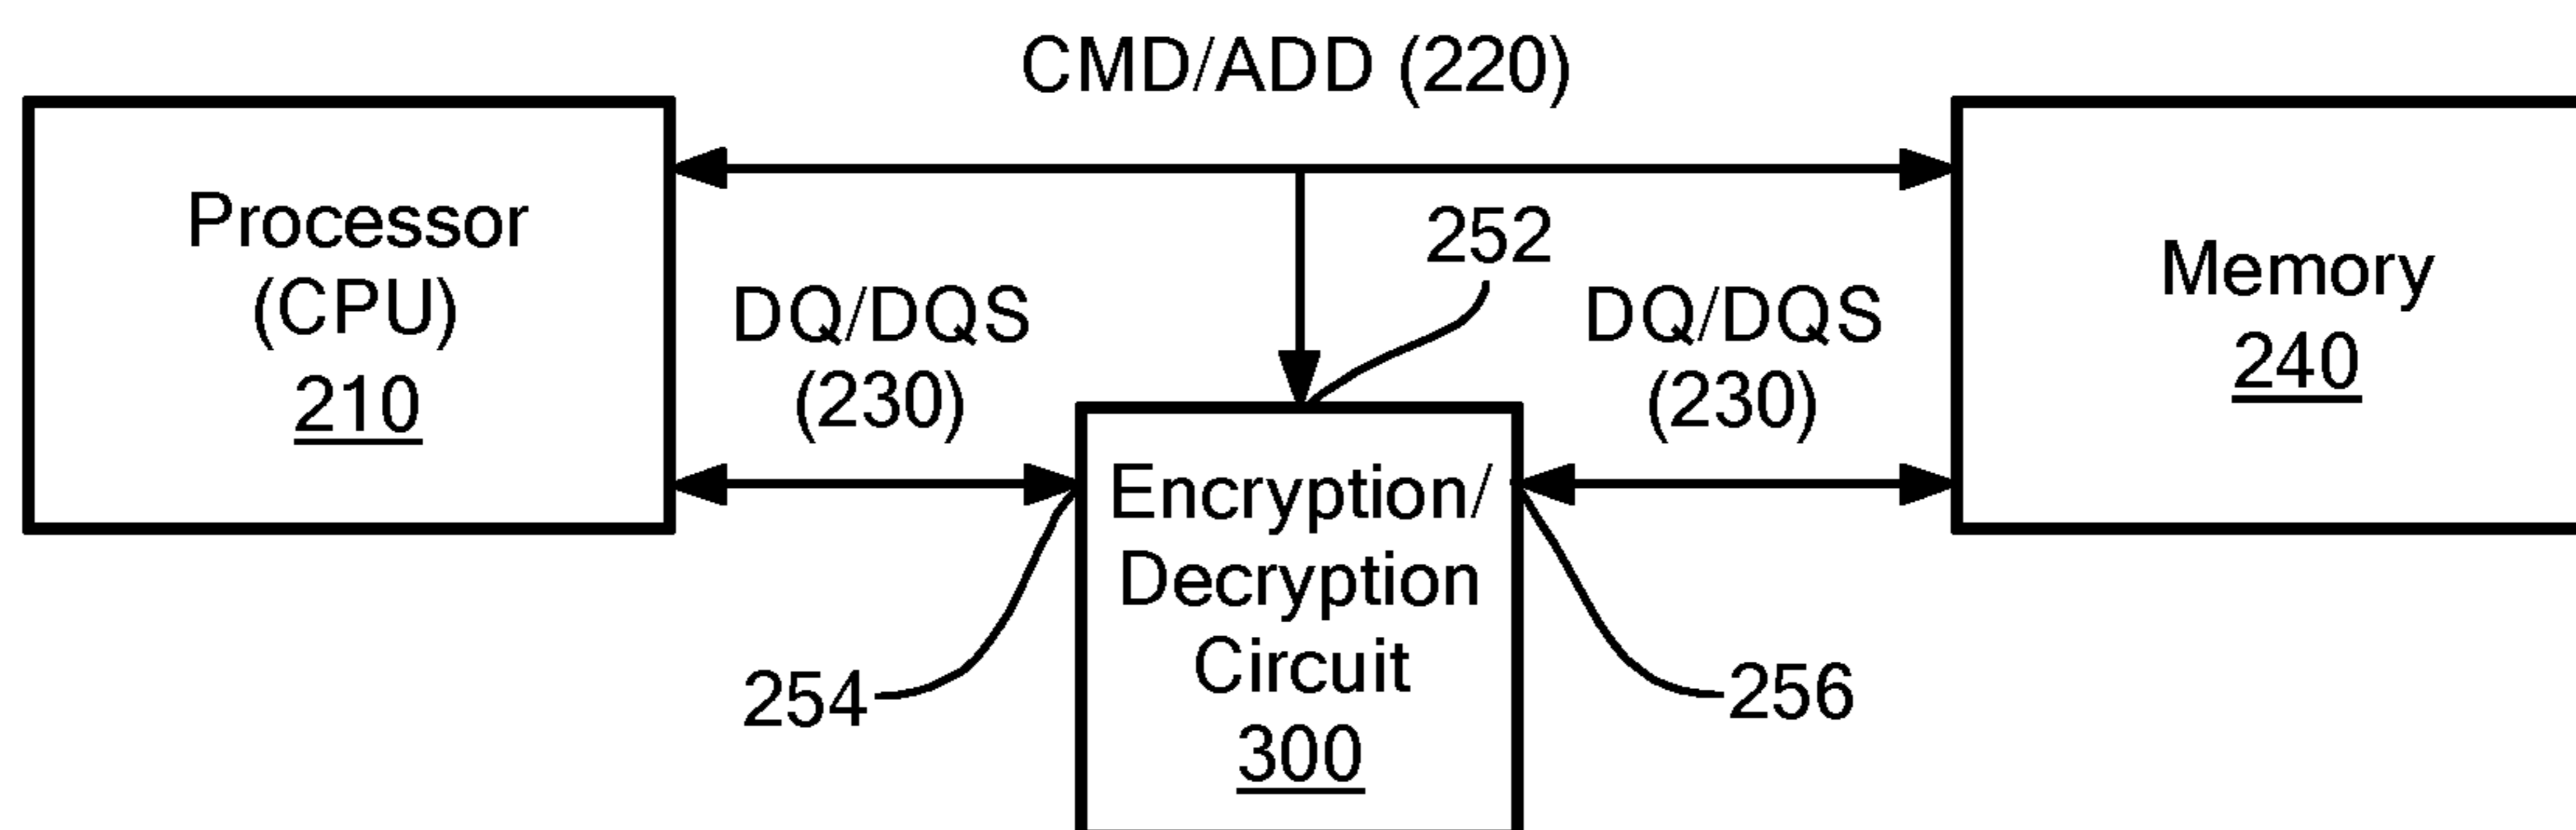 CMD/ADD (220)
Processor
(CPU)
210
DQ/DQS
(230)
252
DQ/DQS
(230)
Memory
240
Encryption/
Decryption
Circuit
300
254
256